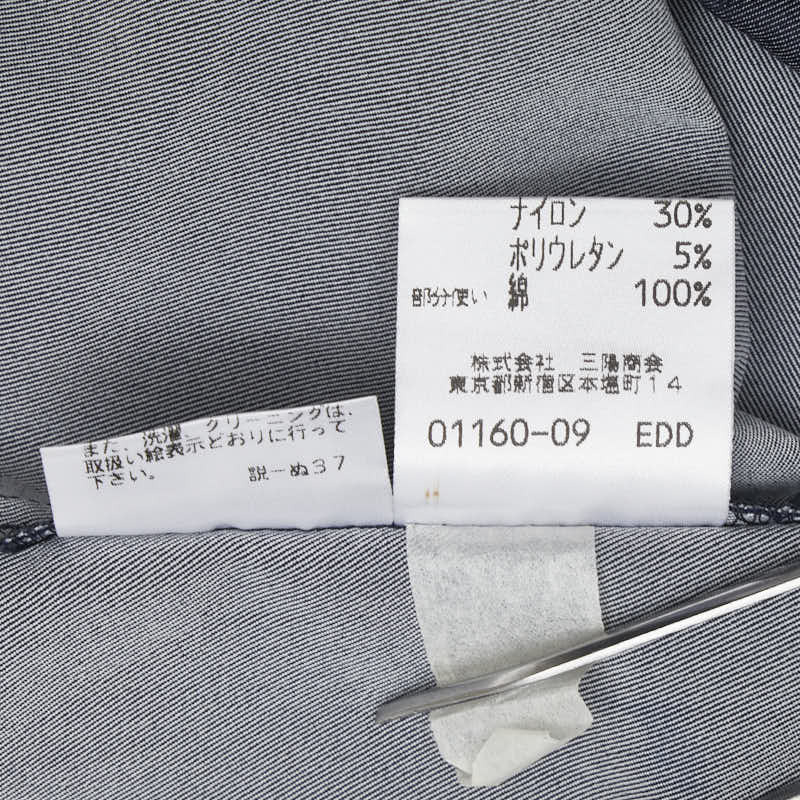 ナイロン 30%
ポリウレタン 5%
部分使い 綿 100%
株式会社 三陽商会
東京都新宿区本塩町14
01160-09 EDD
また、洗濯、クリーニングは、
取扱い絵表示どおりに行って
下さい。
説－ぬ37